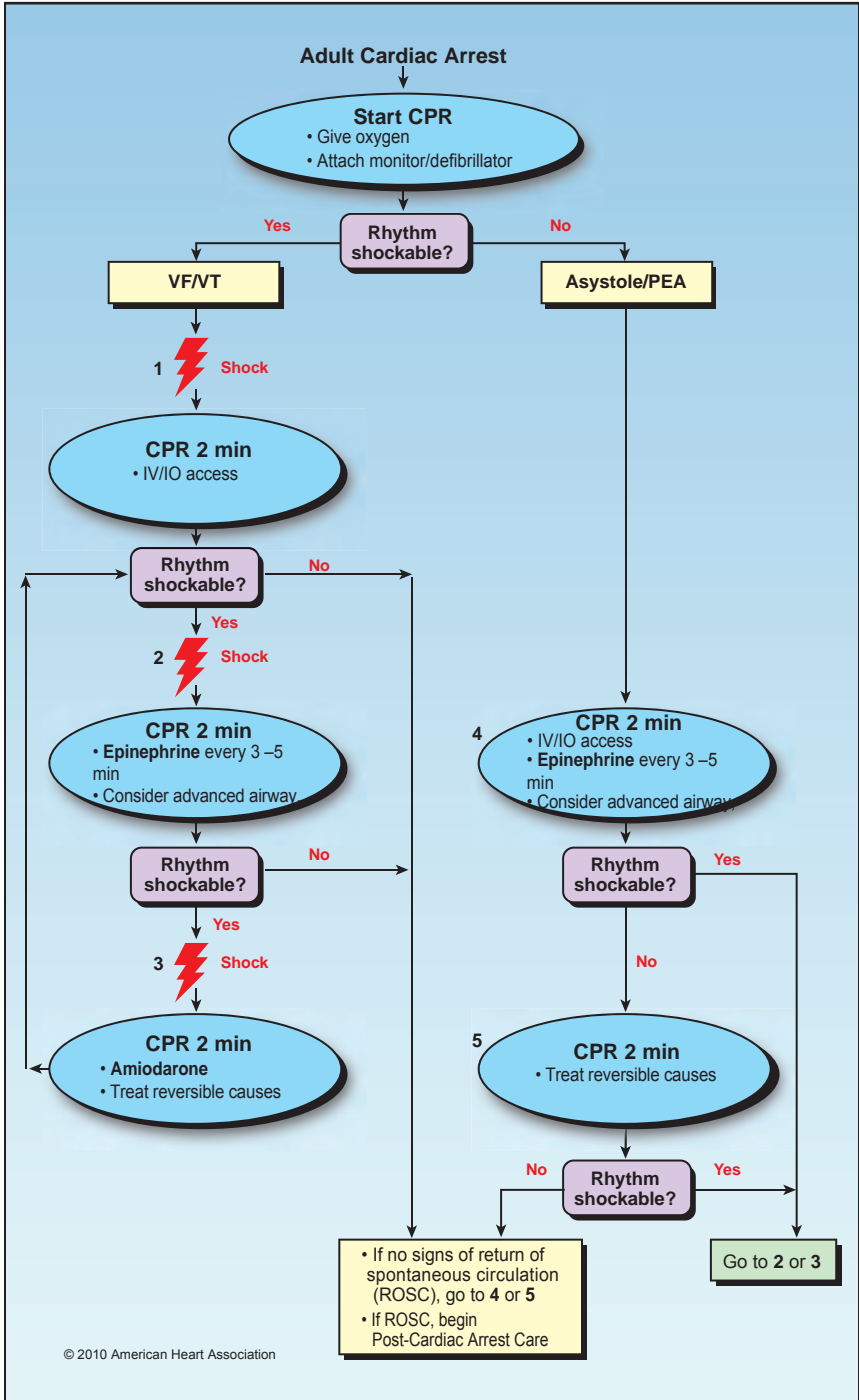 Adult Cardiac Arrest
Start CPR
• Give oxygen
• Attach monitor/defibrillator
Rhythm
shockable?
Yes
No
VF/VT
Asystole/PEA
1
Shock
CPR 2 min
• IV/IO access
Rhythm
shockable?
No
Yes
2
Shock
CPR 2 min
• Epinephrine every 3 –5
min
• Consider advanced airway,
Rhythm
shockable?
No
Yes
3
Shock
CPR 2 min
• Amiodarone
• Treat reversible causes
4
CPR 2 min
• IV/IO access
• Epinephrine every 3 –5
min
• Consider advanced airway,
Rhythm
shockable?
Yes
No
5
CPR 2 min
• Treat reversible causes
Rhythm
shockable?
No
Yes
• If no signs of return of
spontaneous circulation
(ROSC), go to 4 or 5
• If ROSC, begin
Post-Cardiac Arrest Care
Go to 2 or 3
© 2010 American Heart Association